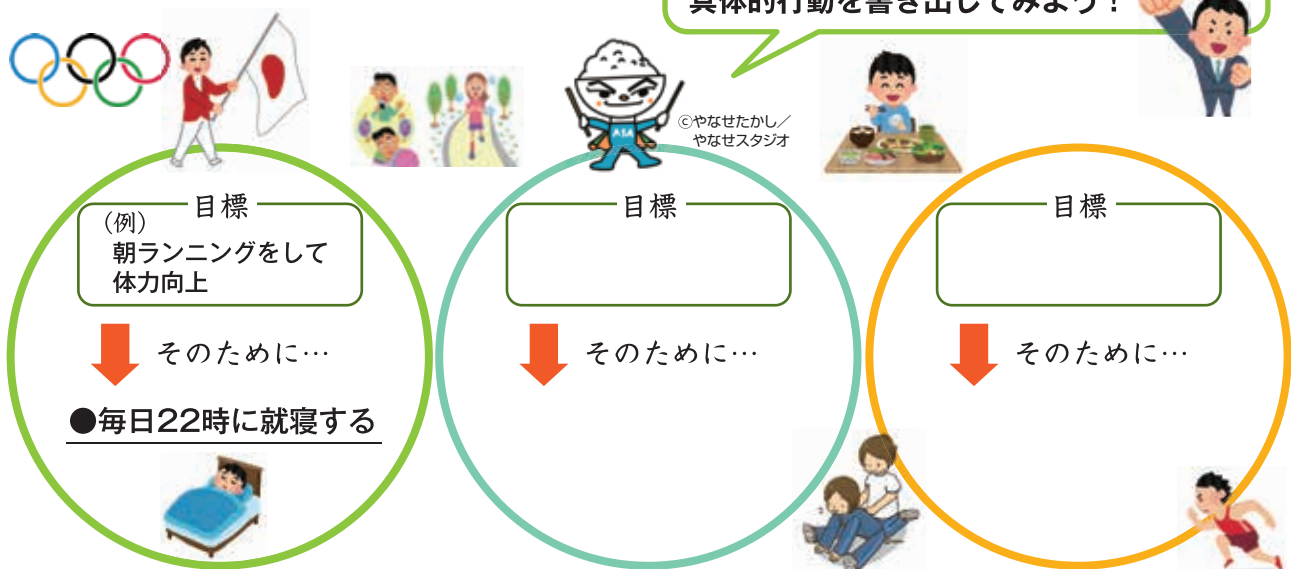 具体的行動を書き出してみよう！
©やなせたかし／
やなせスタジオ
ASA
目標
（例）
朝ランニングをして
体力向上
そのために…
●毎日22時に就寝する
目標
そのために…
目標
そのために…